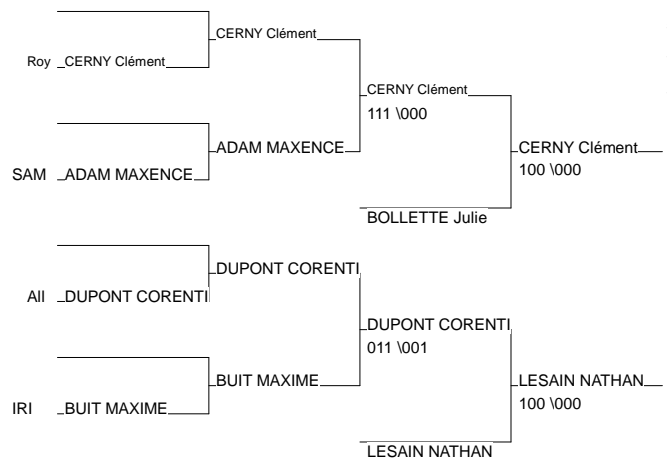 CERNY Clément
Roy CERNY Clément
CERNY Clément
111 \000
ADAM MAXENCE
CERNY Clément
100 \000
SAM ADAM MAXENCE
BOLLETTE Julie
DUPONT CORENTI
All DUPONT CORENTI
DUPONT CORENTI
011 \001
BUIT MAXIME
LESAIN NATHAN
100 \000
IRI BUIT MAXIME
LESAIN NATHAN